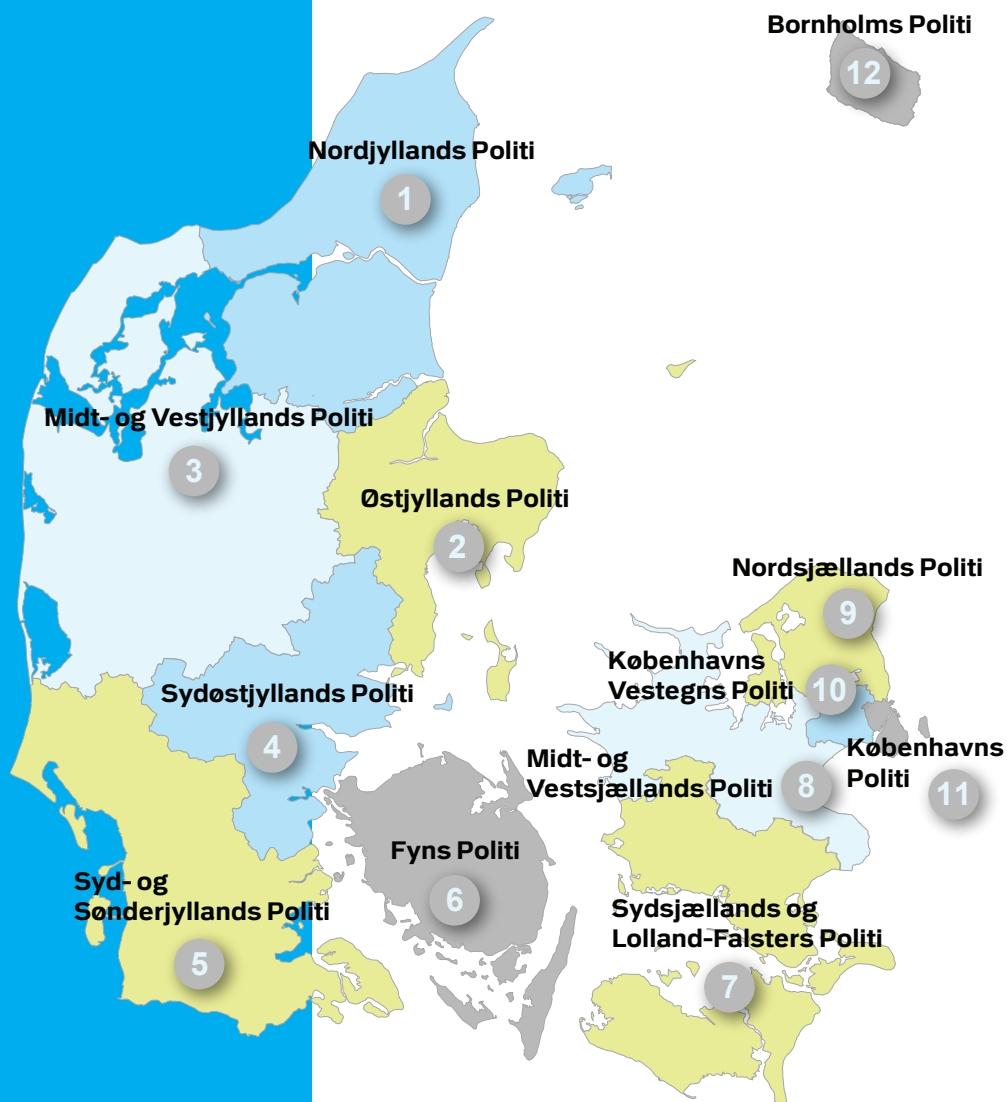 Bornholms Politi
12
Nordjyllands Politi
1
Midt- og Vestjyllands Politi
3
Østjyllands Politi
2
Nordsjællands Politi
9
Københavns
Vestegns Politi
10
Sydøstjyllands Politi
4
Midt- og
Vestsjællands Politi
8
Københavns
Politi
11
Fyns Politi
6
Syd- og
Sønderjyllands Politi
5
Sydsjællands og
Lolland-Falsters Politi
7